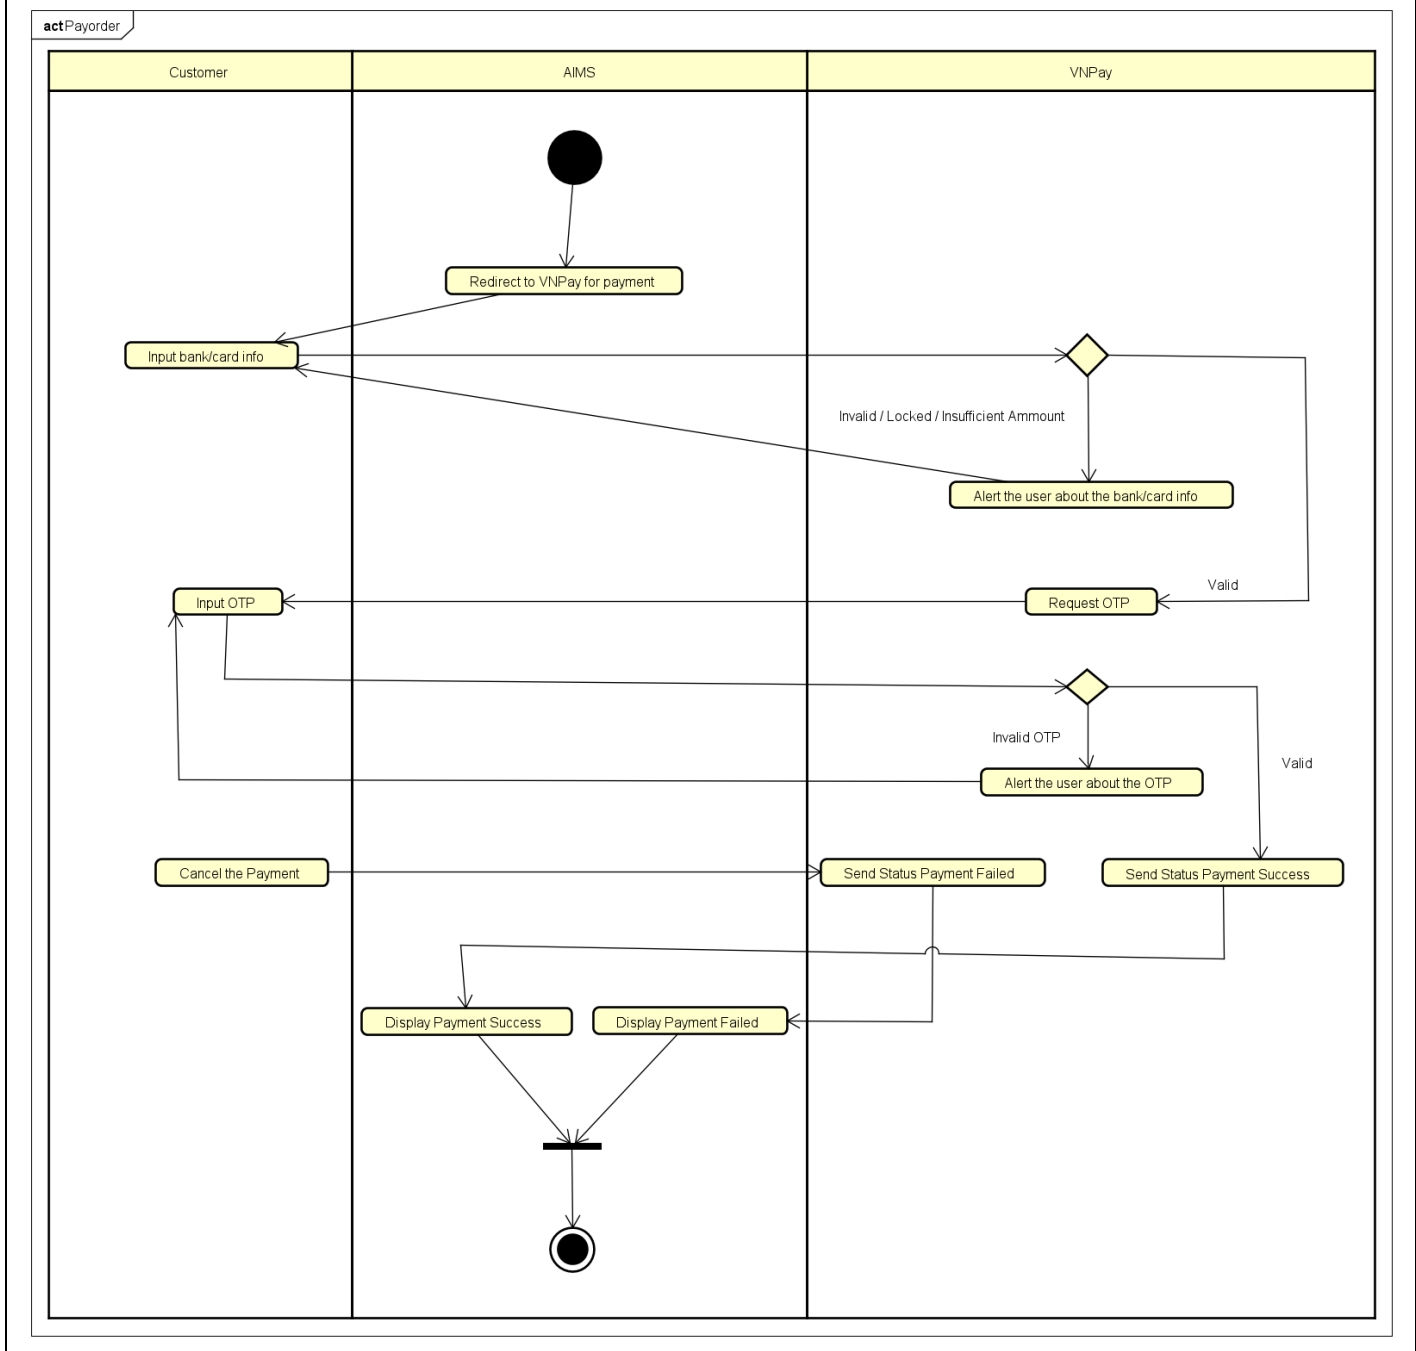 act Payorder
Customer
AIMS
VNPay
Redirect to VNPay for payment
Input bank/card info
Invalid / Locked / Insufficient Ammount
Alert the user about the bank/card info
Valid
Input OTP
Request OTP
Invalid OTP
Valid
Alert the user about the OTP
Cancel the Payment
Send Status Payment Failed
Send Status Payment Success
Display Payment Success
Display Payment Failed